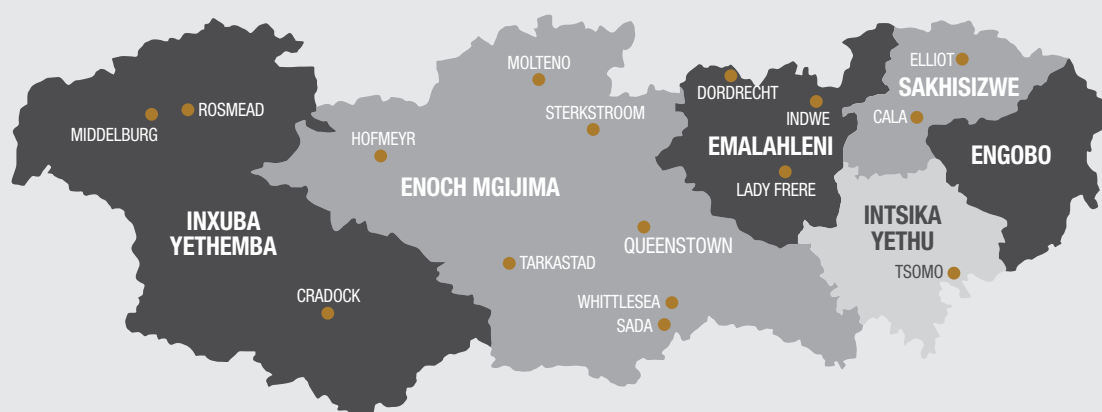 MOLTENO
ELLIOT
SAKHISIZWE
DORDRECHT
INDWE
ROSMEAD
MIDDELBURG
STERKSTROOM
CALA
HOFMEYR
EMALAHLENI
ENGOBO
ENOCH MGIJIMA
LADY FRERE
INXUBA
YETHEMBA
INTSIKA
YETHU
QUEENSTOWN
TARKASTAD
TSOMO
CRADOCK
WHITTLESEA
SADA